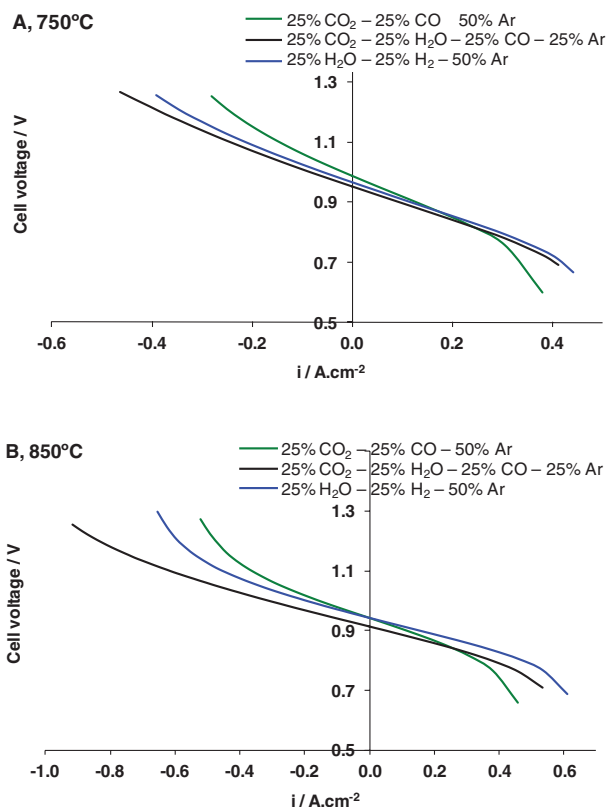 A, 750ºC
25% CO₂ – 25% CO 50% Ar
25% CO₂ – 25% H₂O – 25% CO – 25% Ar
25% H₂O – 25% H₂ – 50% Ar
Cell voltage / V
1.3
1.1
0.9
0.7
0.5
-0.6 -0.4 -0.2 0.0 0.2 0.4
i / A.cm⁻²
B, 850ºC
25% CO₂ – 25% CO – 50% Ar
25% CO₂ – 25% H₂O – 25% CO – 25% Ar
25% H₂O – 25% H₂ – 50% Ar
Cell voltage / V
1.3
1.1
0.9
0.7
0.5
-1.0 -0.8 -0.6 -0.4 -0.2 0.0 0.2 0.4 0.6
i / A.cm⁻²